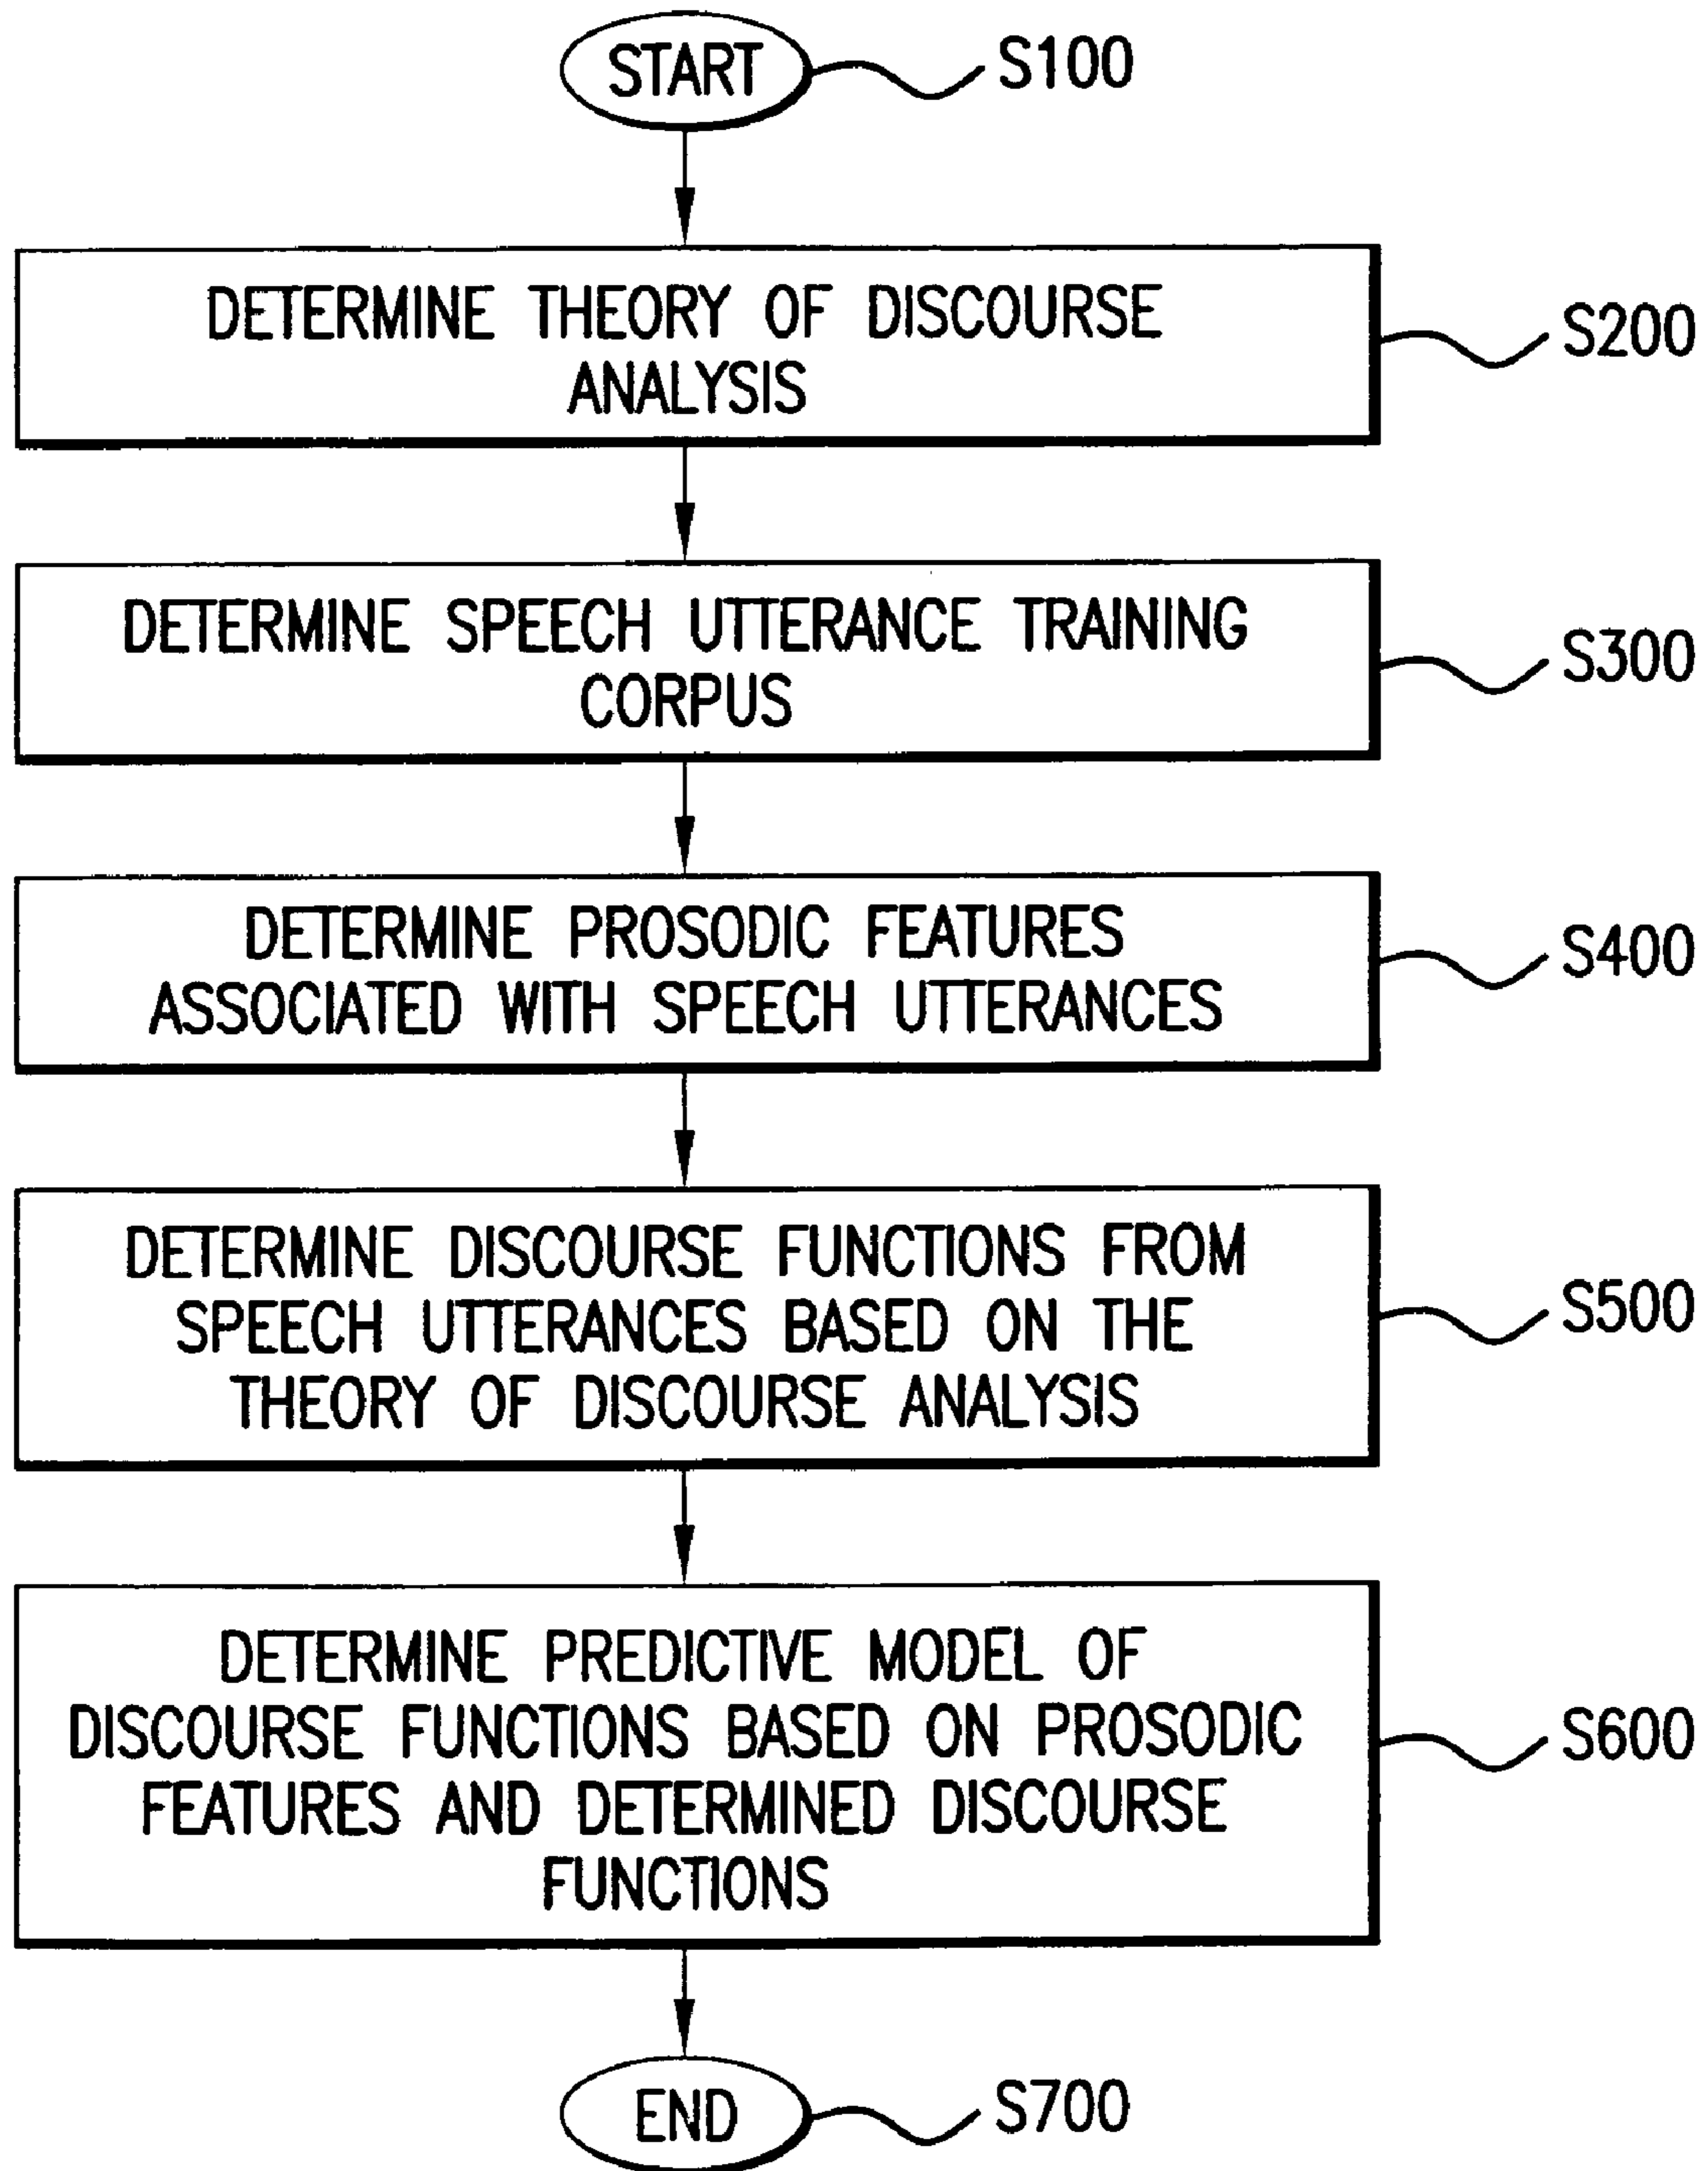 START
S100
DETERMINE THEORY OF DISCOURSE
ANALYSIS
S200
DETERMINE SPEECH UTTERANCE TRAINING
CORPUS
S300
DETERMINE PROSODIC FEATURES
ASSOCIATED WITH SPEECH UTTERANCES
S400
DETERMINE DISCOURSE FUNCTIONS FROM
SPEECH UTTERANCES BASED ON THE
THEORY OF DISCOURSE ANALYSIS
S500
DETERMINE PREDICTIVE MODEL OF
DISCOURSE FUNCTIONS BASED ON PROSODIC
FEATURES AND DETERMINED DISCOURSE
FUNCTIONS
S600
END
S700